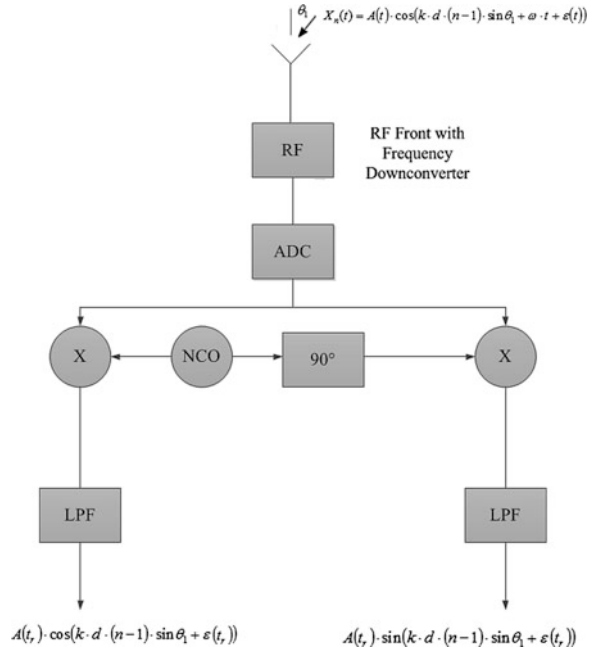 θ₁ Xₙ(t) = A(t)·cos(k·d·(n−1)·sinθ₁ + ω·t + ε(t))
RF
RF Front with
Frequency
Downconverter
ADC
X NCO 90° X
LPF LPF
A(tᵣ)·cos(k·d·(n−1)·sinθ₁ + ε(tᵣ)) A(tᵣ)·sin(k·d·(n−1)·sinθ₁ + ε(tᵣ))